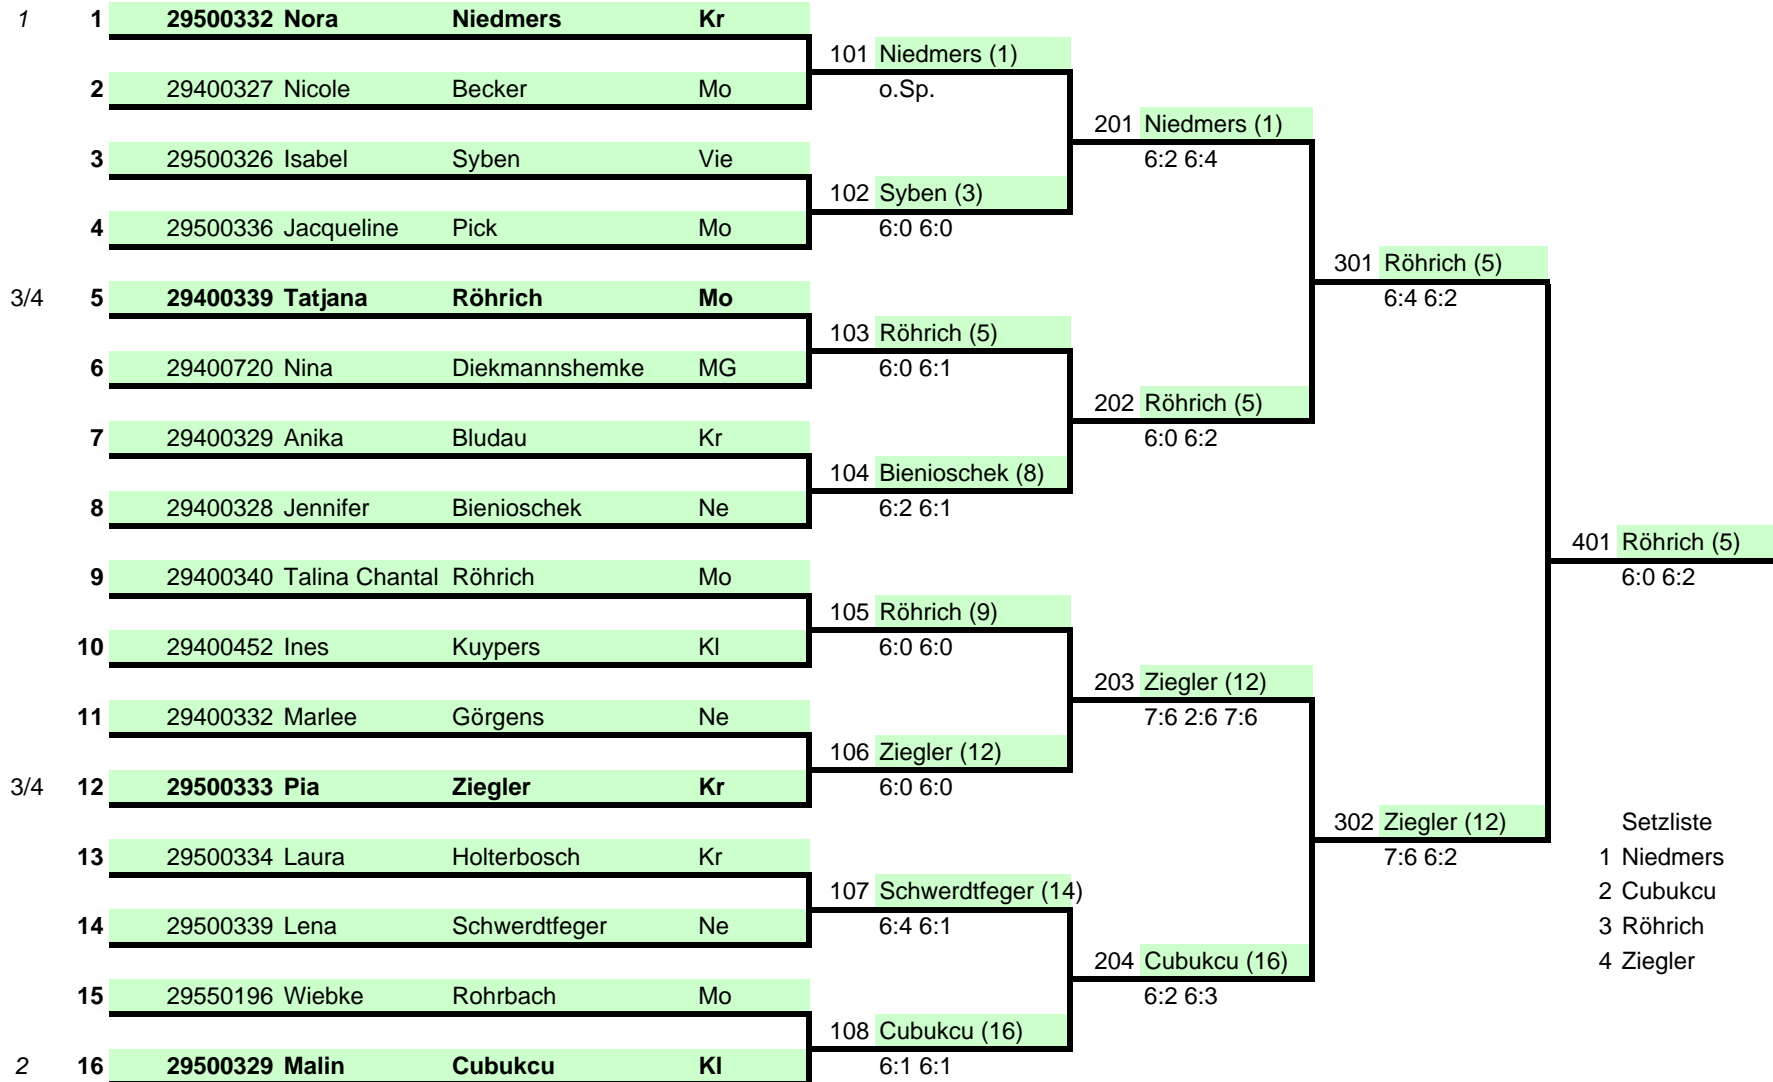 1 1 29500332 Nora Niedmers Kr
101 Niedmers (1)
2 29400327 Nicole Becker Mo o.Sp.
201 Niedmers (1)
3 29500326 Isabel Syben Vie 6:2 6:4
102 Syben (3)
4 29500336 Jacqueline Pick Mo 6:0 6:0
301 Röhrich (5)
3/4 5 29400339 Tatjana Röhrich Mo 6:4 6:2
103 Röhrich (5)
6 29400720 Nina Diekmannshemke MG 6:0 6:1
202 Röhrich (5)
7 29400329 Anika Bludau Kr 6:0 6:2
104 Bienioschek (8)
8 29400328 Jennifer Bienioschek Ne 6:2 6:1
401 Röhrich (5)
9 29400340 Talina Chantal Röhrich Mo 6:0 6:2
105 Röhrich (9)
10 29400452 Ines Kuypers Kl 6:0 6:0
203 Ziegler (12)
11 29400332 Marlee Görgens Ne 7:6 2:6 7:6
106 Ziegler (12)
3/4 12 29500333 Pia Ziegler Kr 6:0 6:0
302 Ziegler (12) Setzliste
13 29500334 Laura Holterbosch Kr 7:6 6:2 1 Niedmers
107 Schwerdtfeger (14) 2 Cubukcu
14 29500339 Lena Schwerdtfeger Ne 6:4 6:1 3 Röhrich
204 Cubukcu (16) 4 Ziegler
15 29550196 Wiebke Rohrbach Mo 6:2 6:3
108 Cubukcu (16)
2 16 29500329 Malin Cubukcu Kl 6:1 6:1